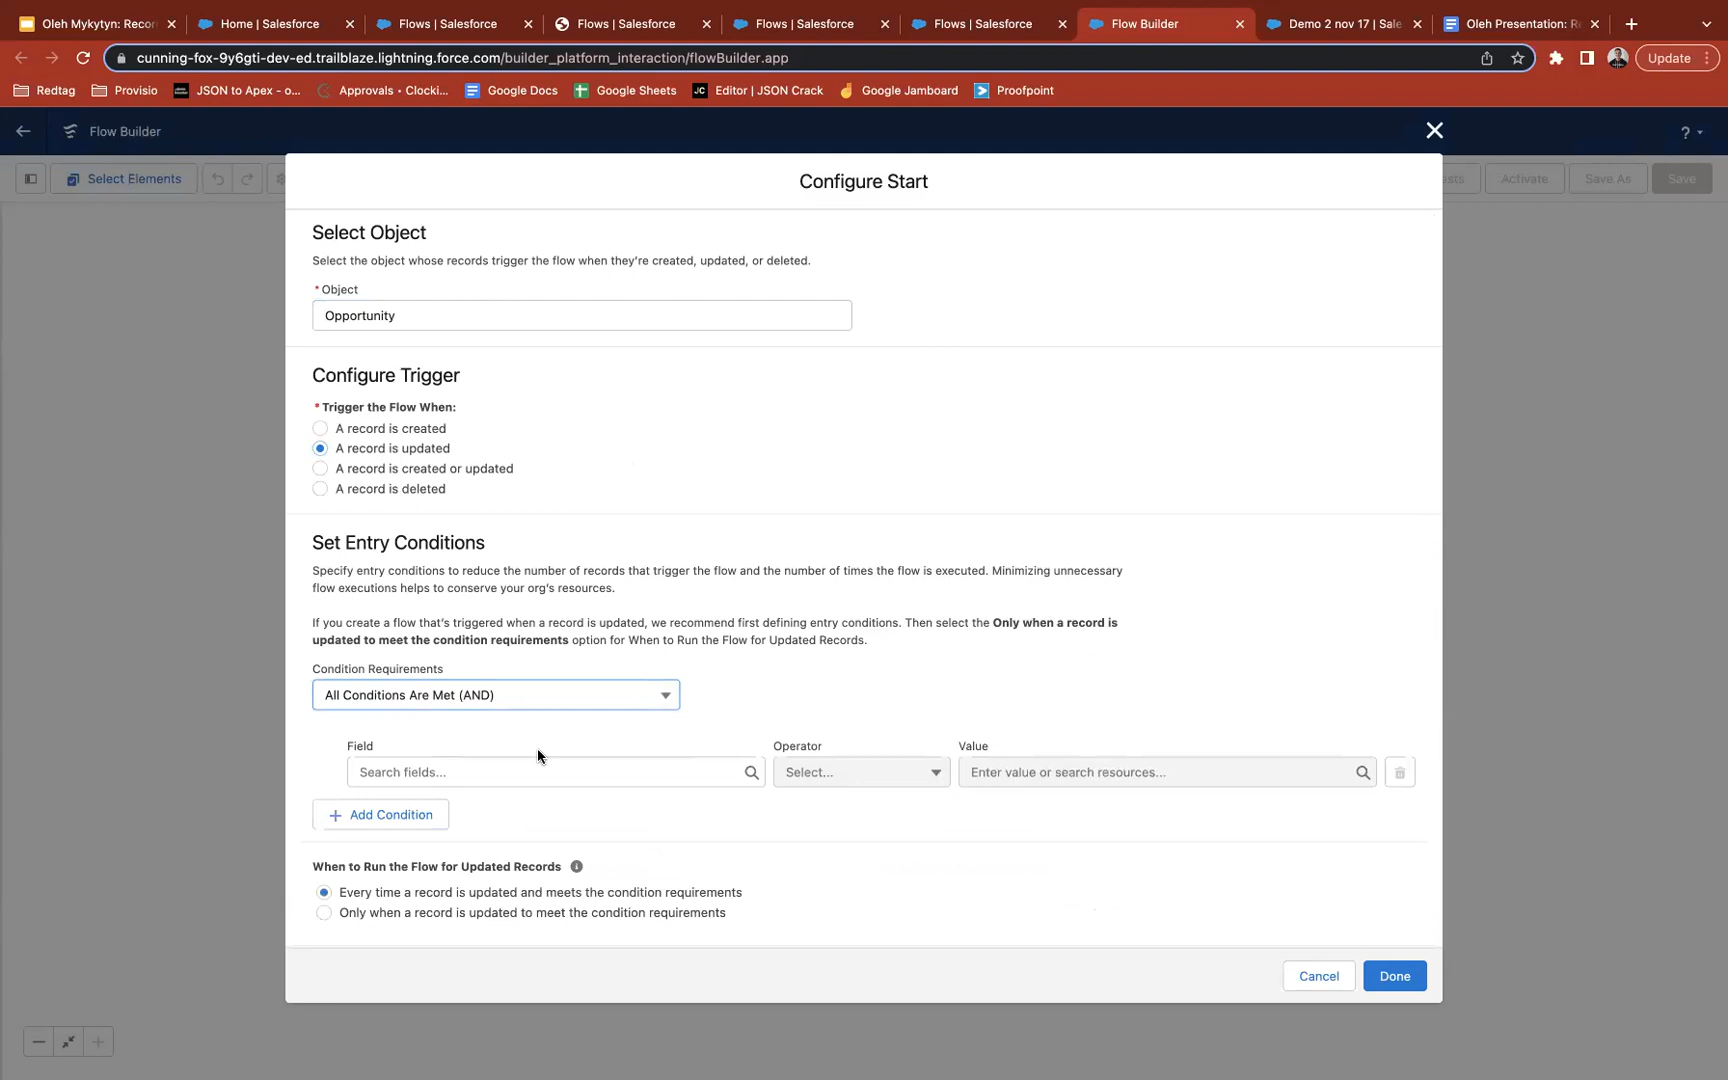 Oleh Mykytyn: Recor
Home | Salesforce
Flows | Salesforce
Flows | Salesforce
Flows | Salesforce
Flows | Salesforce
Flow Builder
Demo 2 nov 17 | Sale
Oleh Presentation: Re
cunning-fox-9y6gti-dev-ed.trailblaze.lightning.force.com/builder_platform_interaction/flowBuilder.app
Update
Redtag
Provisio
JSON to Apex - o...
Approvals • Clocki...
Google Docs
Google Sheets
JC
Editor | JSON Crack
Google Jamboard
Proofpoint
Flow Builder
?
Select Elements
Activate
Save As
Save
Configure Start
Select Object
Select the object whose records trigger the flow when they're created, updated, or deleted.
* Object
Opportunity
Configure Trigger
* Trigger the Flow When:
A record is created
A record is updated
A record is created or updated
A record is deleted
Set Entry Conditions
Specify entry conditions to reduce the number of records that trigger the flow and the number of times the flow is executed. Minimizing unnecessary
flow executions helps to conserve your org's resources.
If you create a flow that's triggered when a record is updated, we recommend first defining entry conditions. Then select the Only when a record is
updated to meet the condition requirements option for When to Run the Flow for Updated Records.
Condition Requirements
All Conditions Are Met (AND)
Field
Operator
Value
Search fields...
Select...
Enter value or search resources...
+ Add Condition
When to Run the Flow for Updated Records
Every time a record is updated and meets the condition requirements
Only when a record is updated to meet the condition requirements
Cancel
Done